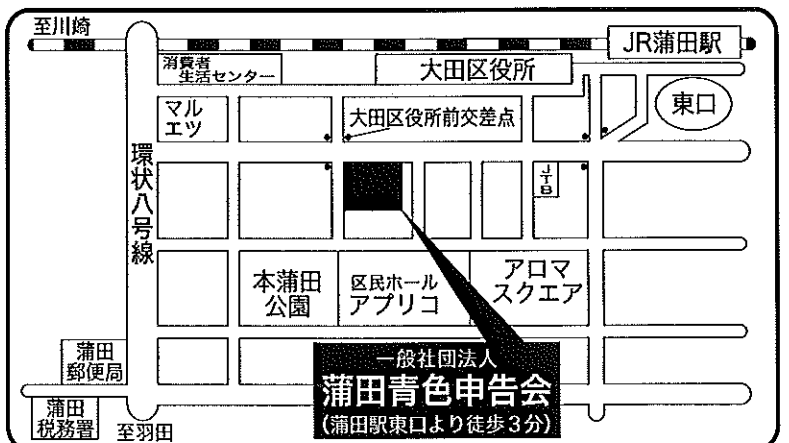 至川崎
JR蒲田駅
消費者
生活センター
大田区役所
東口
マル
エツ
大田区役所前交差点
環状八号線
JTB
本蒲田
公園
区民ホール
アプリコ
アロマ
スクエア
蒲田
郵便局
一般社団法人
蒲田青色申告会
(蒲田駅東口より徒歩3分)
蒲田
税務署
至羽田